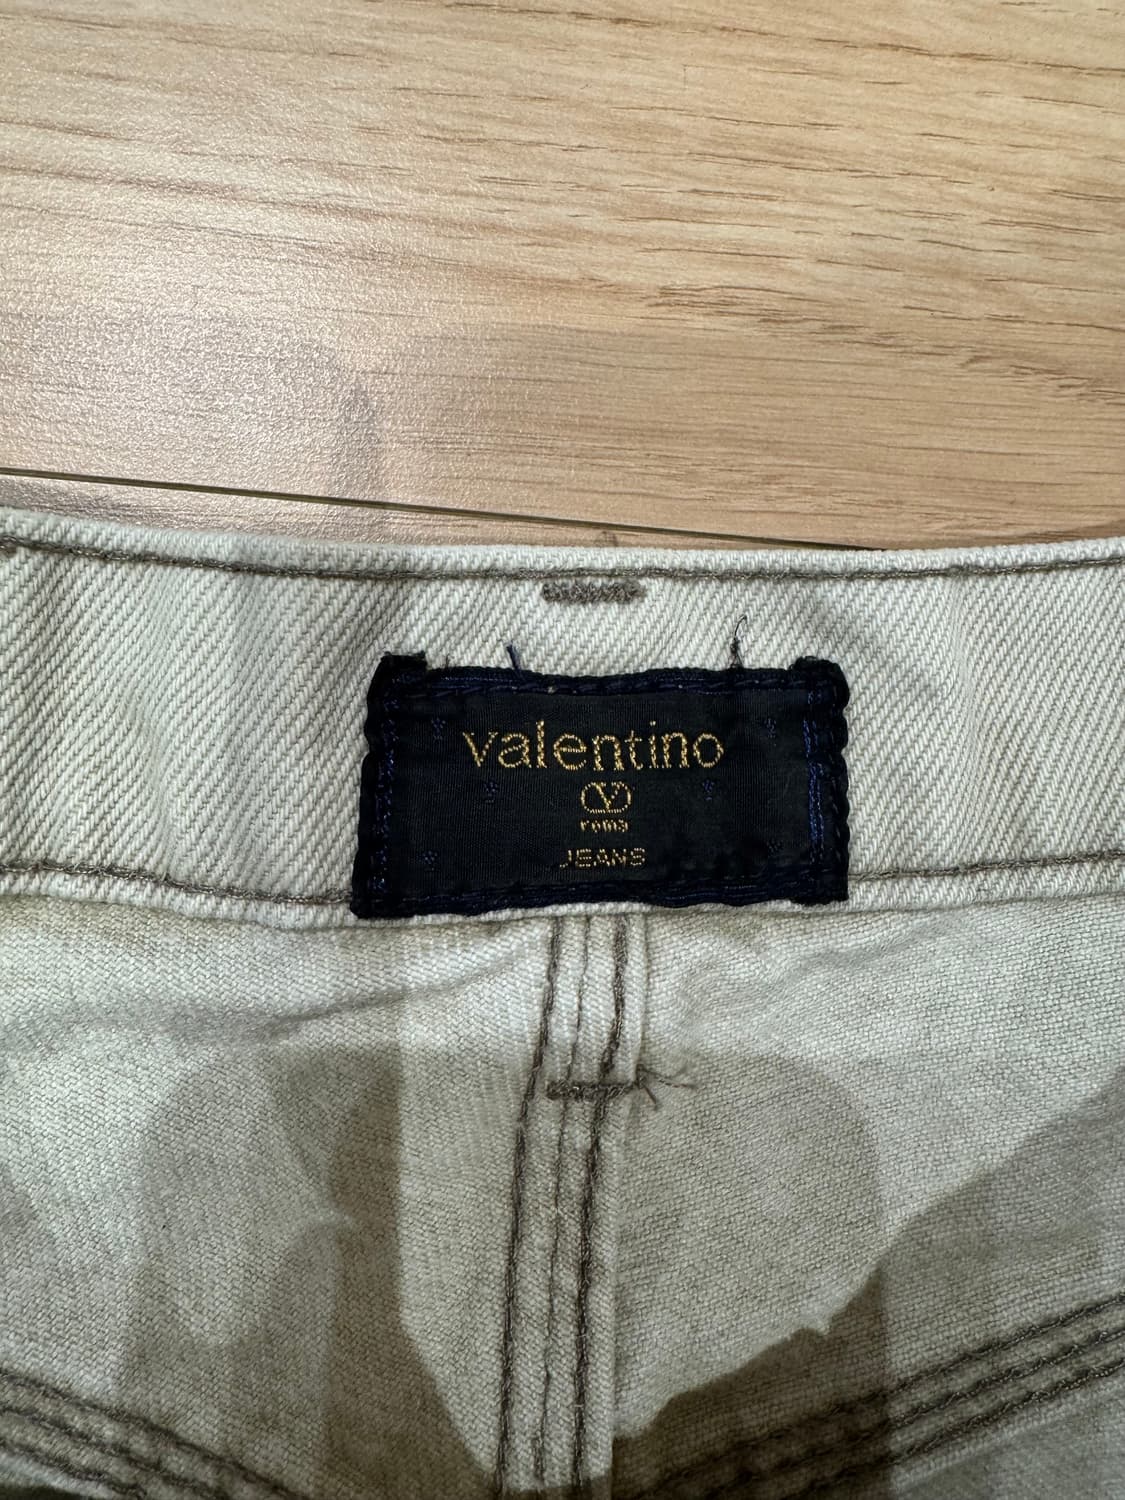 valentino
V
roma
JEANS